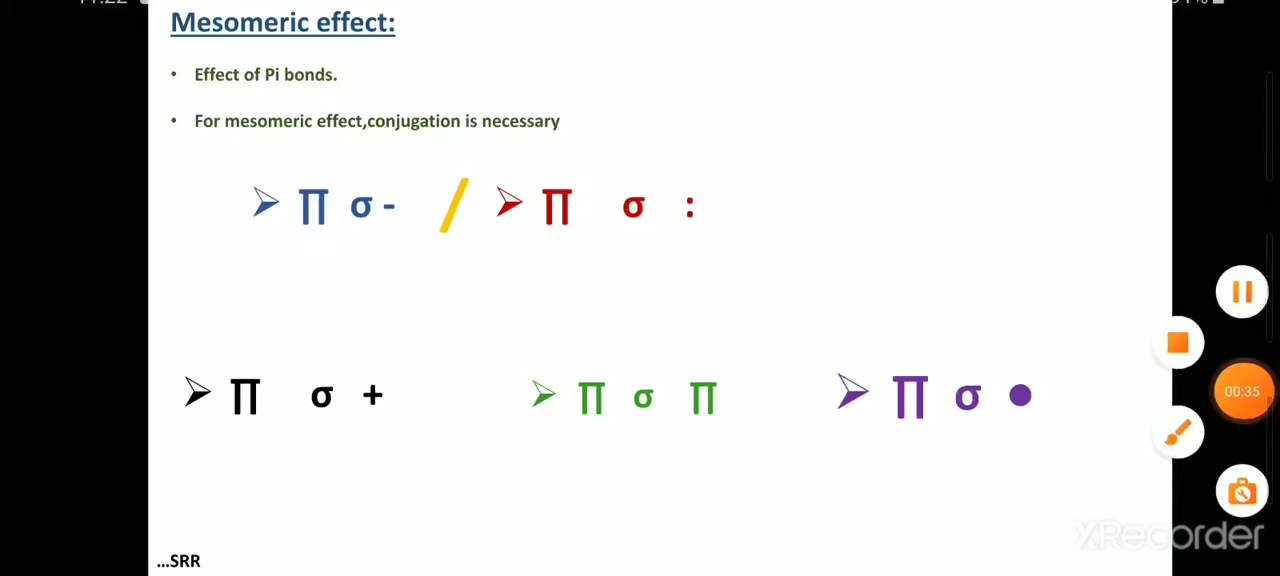 Mesomeric effect:
• Effect of Pi bonds.
• For mesomeric effect,conjugation is necessary
➢ ∏ σ - / ➢ ∏ σ :
➢ ∏ σ + ➢ ∏ σ ∏ ➢ ∏ σ ●
00:35
XRecorder
...SRR